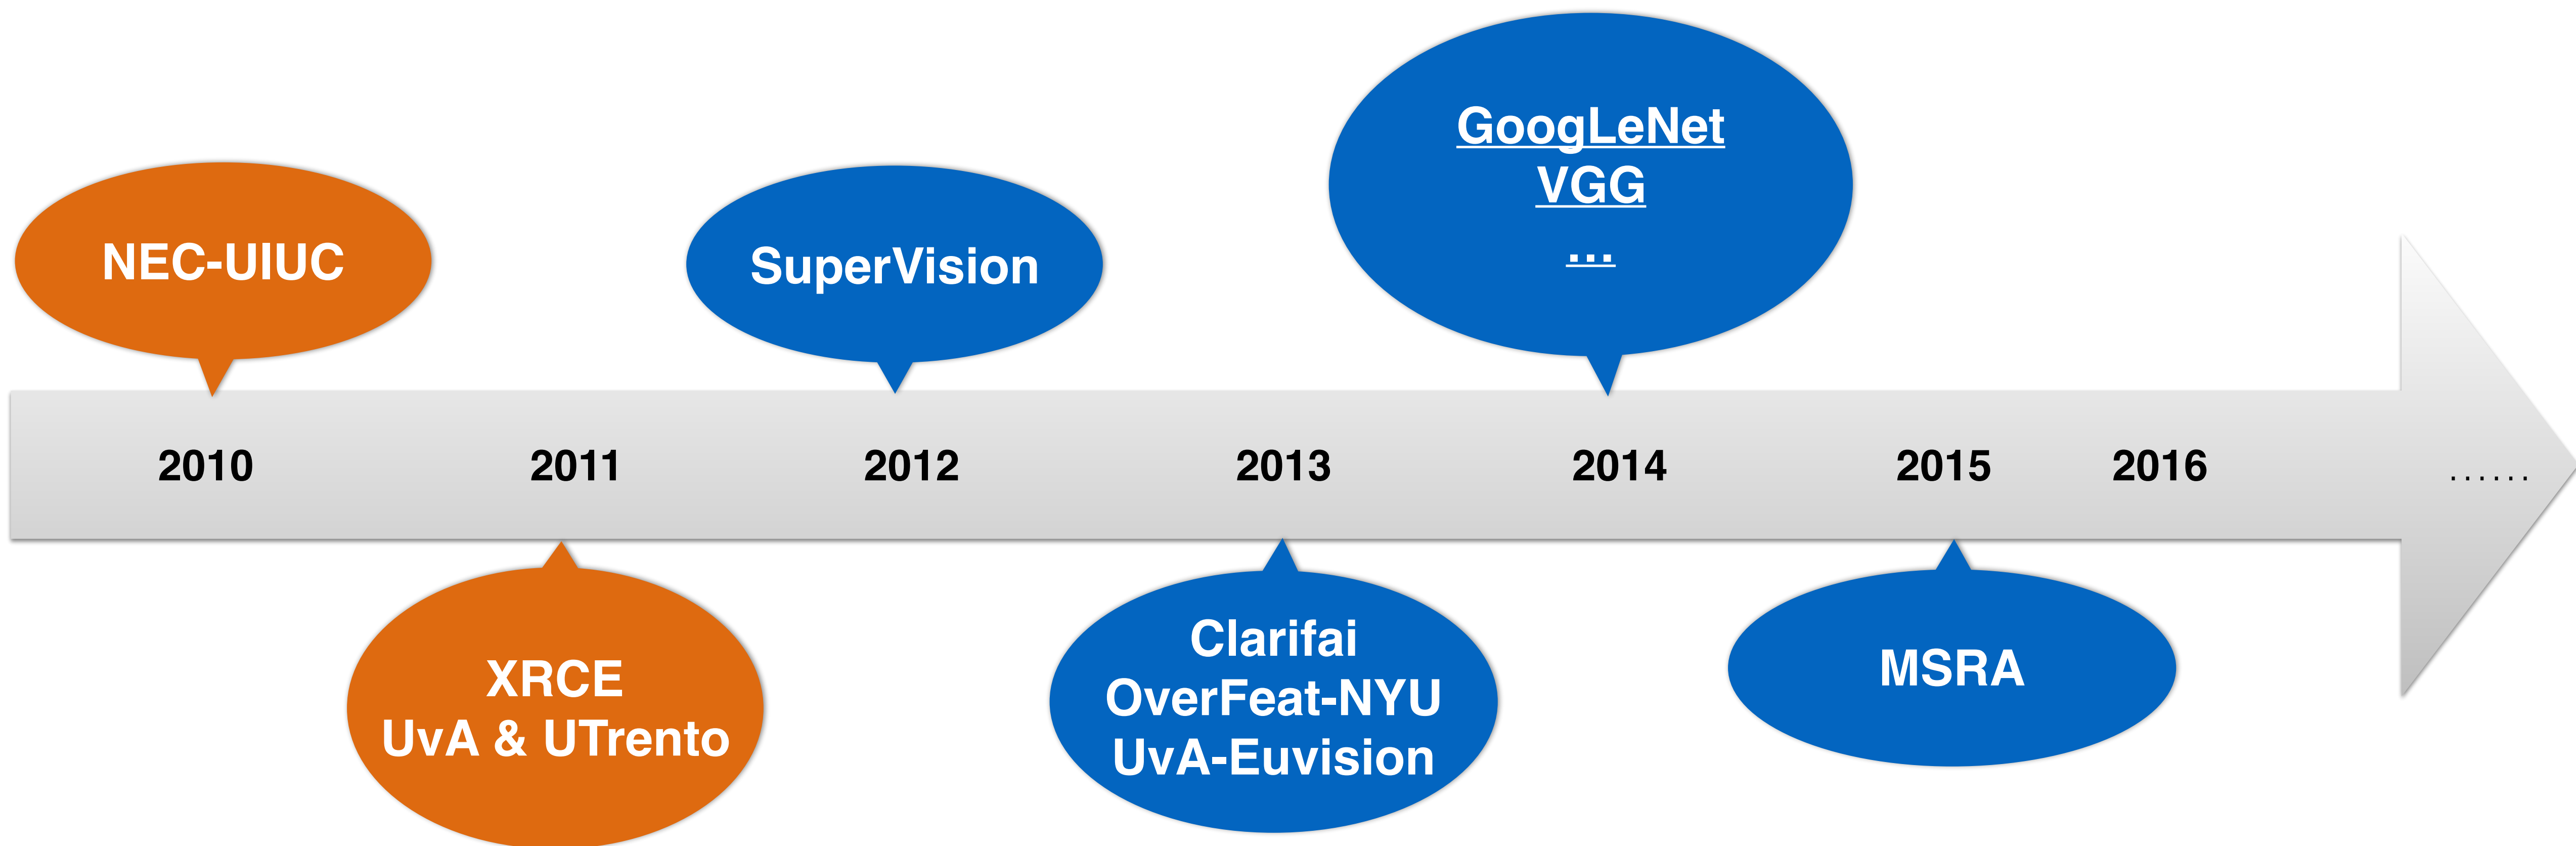 GoogLeNet
VGG
...
NEC-UIUC
SuperVision
2010
2011
2012
2013
2014
2015
2016
......
XRCE
UvA & UTrento
Clarifai
OverFeat-NYU
UvA-Euvision
MSRA